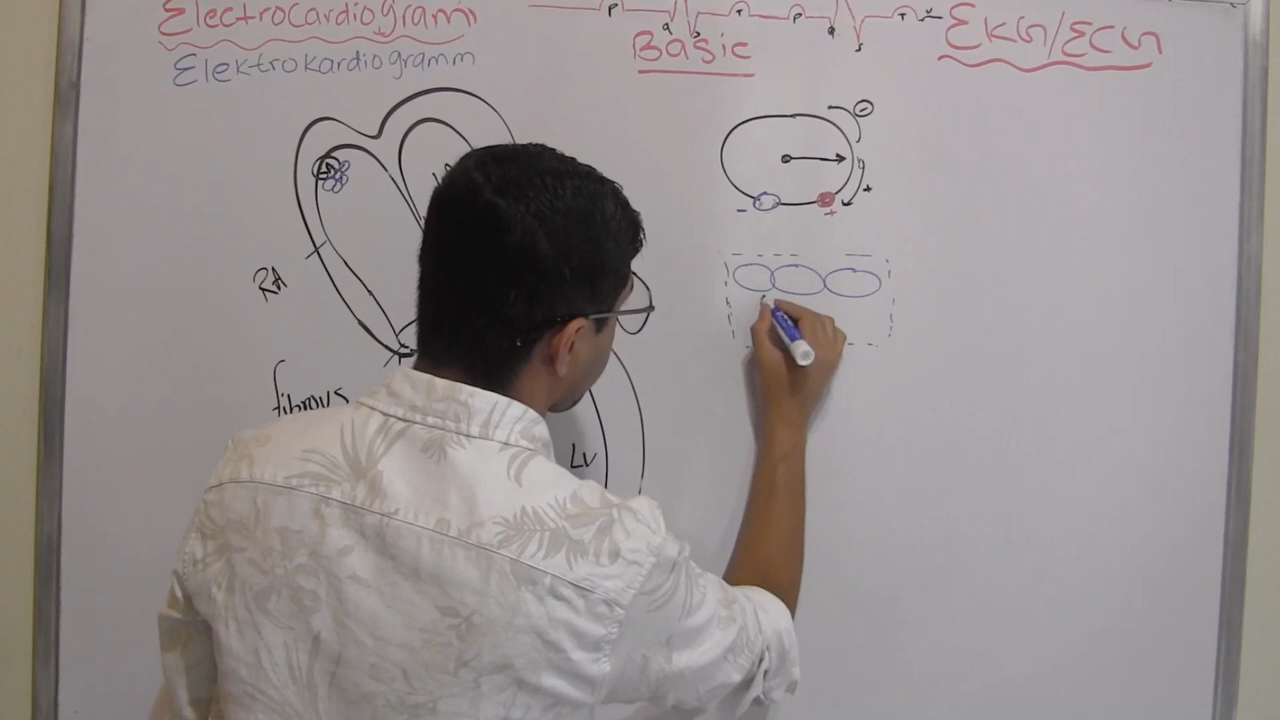 Electrocardiogram
Elektrokardiogramm
P T P T
Q S Q S
Basic
EKG/ECG
-
+
- +
RA
fibrous
LV